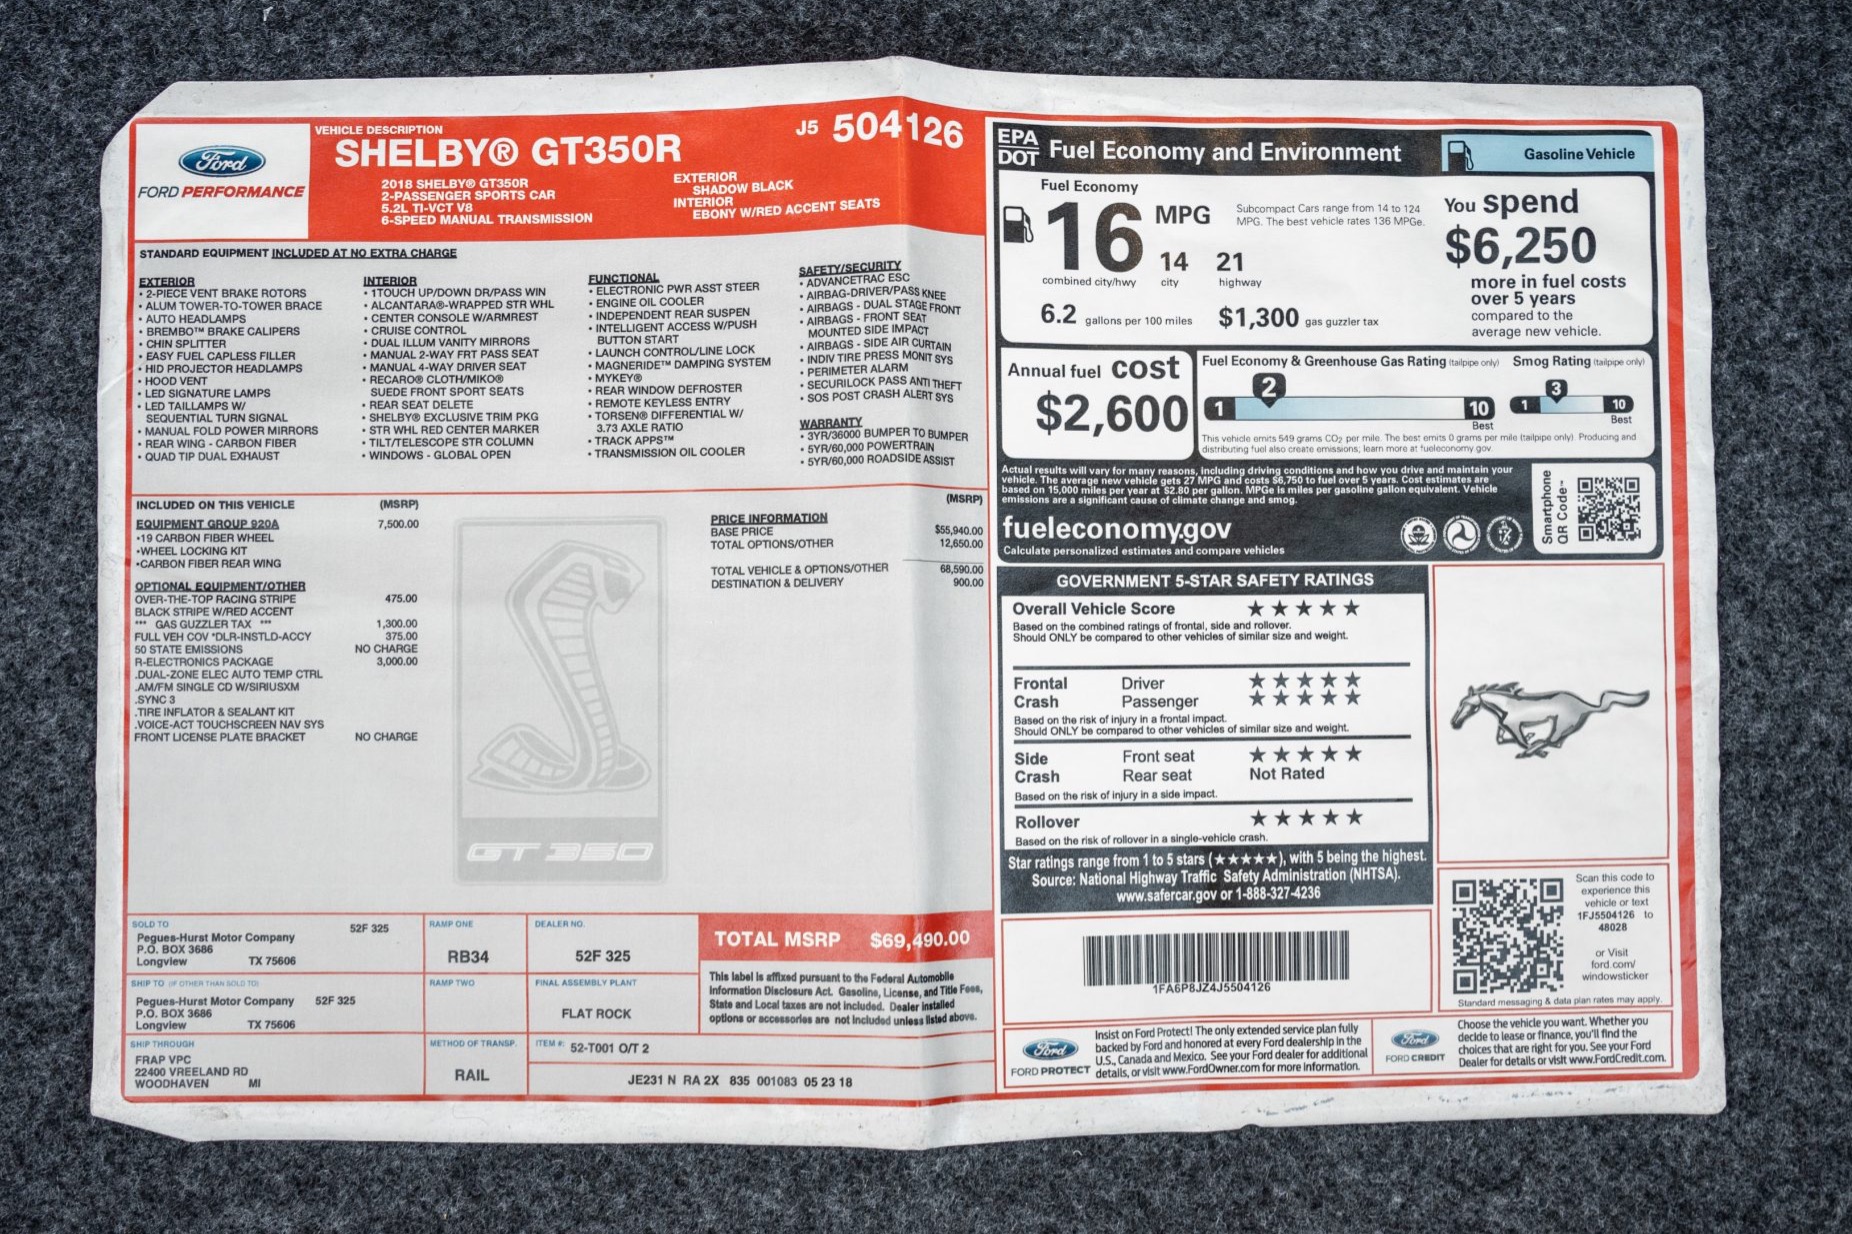 Ford
FORD PERFORMANCE
VEHICLE DESCRIPTION
SHELBY® GT350R
J5 504126
2018 SHELBY® GT350R
2-PASSENGER SPORTS CAR
5.2L TI-VCT V8
6-SPEED MANUAL TRANSMISSION
EXTERIOR
SHADOW BLACK
INTERIOR
EBONY W/RED ACCENT SEATS
STANDARD EQUIPMENT INCLUDED AT NO EXTRA CHARGE
EXTERIOR
• 2-PIECE VENT BRAKE ROTORS
• ALUM TOWER-TO-TOWER BRACE
• AUTO HEADLAMPS
• BREMBO™ BRAKE CALIPERS
• CHIN SPLITTER
• EASY FUEL CAPLESS FILLER
• HID PROJECTOR HEADLAMPS
• HOOD VENT
• LED SIGNATURE LAMPS
• LED TAILLAMPS W/
SEQUENTIAL TURN SIGNAL
• MANUAL FOLD POWER MIRRORS
• REAR WING - CARBON FIBER
• QUAD TIP DUAL EXHAUST
INTERIOR
• 1TOUCH UP/DOWN DR/PASS WIN
• ALCANTARA®-WRAPPED STR WHL
• CENTER CONSOLE W/ARMREST
• CRUISE CONTROL
• DUAL ILLUM VANITY MIRRORS
• MANUAL 2-WAY FRT PASS SEAT
• MANUAL 4-WAY DRIVER SEAT
• RECARO® CLOTH/MIKO®
SUEDE FRONT SPORT SEATS
• REAR SEAT DELETE
• SHELBY® EXCLUSIVE TRIM PKG
• STR WHL RED CENTER MARKER
• TILT/TELESCOPE STR COLUMN
• WINDOWS - GLOBAL OPEN
FUNCTIONAL
• ELECTRONIC PWR ASST STEER
• ENGINE OIL COOLER
• INDEPENDENT REAR SUSPEN
• INTELLIGENT ACCESS W/PUSH
BUTTON START
• LAUNCH CONTROL/LINE LOCK
• MAGNERIDE™ DAMPING SYSTEM
• MYKEY®
• REAR WINDOW DEFROSTER
• REMOTE KEYLESS ENTRY
• TORSEN® DIFFERENTIAL W/
3.73 AXLE RATIO
• TRACK APPS™
• TRANSMISSION OIL COOLER
SAFETY/SECURITY
• ADVANCETRAC ESC
• AIRBAG-DRIVER/PASS KNEE
• AIRBAGS - DUAL STAGE FRONT
• AIRBAGS - FRONT SEAT
MOUNTED SIDE IMPACT
• AIRBAGS - SIDE AIR CURTAIN
• INDIV TIRE PRESS MONIT SYS
• PERIMETER ALARM
• SECURILOCK PASS ANTI THEFT
• SOS POST CRASH ALERT SYS
WARRANTY
• 3YR/36000 BUMPER TO BUMPER
• 5YR/60,000 POWERTRAIN
• 5YR/60,000 ROADSIDE ASSIST
INCLUDED ON THIS VEHICLE (MSRP)
EQUIPMENT GROUP 920A 7,500.00
•19 CARBON FIBER WHEEL
•WHEEL LOCKING KIT
•CARBON FIBER REAR WING
OPTIONAL EQUIPMENT/OTHER
OVER-THE-TOP RACING STRIPE 475.00
BLACK STRIPE W/RED ACCENT
*** GAS GUZZLER TAX *** 1,300.00
FULL VEH COV *DLR-INSTLD-ACCY 375.00
50 STATE EMISSIONS NO CHARGE
R-ELECTRONICS PACKAGE 3,000.00
.DUAL-ZONE ELEC AUTO TEMP CTRL
.AM/FM SINGLE CD W/SIRIUSXM
.SYNC 3
.TIRE INFLATOR & SEALANT KIT
.VOICE-ACT TOUCHSCREEN NAV SYS
FRONT LICENSE PLATE BRACKET NO CHARGE
GT 350
(MSRP)
PRICE INFORMATION
BASE PRICE $55,940.00
TOTAL OPTIONS/OTHER 12,650.00
TOTAL VEHICLE & OPTIONS/OTHER 68,590.00
DESTINATION & DELIVERY 900.00
SOLD TO
52F 325
Pegues-Hurst Motor Company
P.O. BOX 3686
Longview TX 75606
SHIP TO (IF OTHER THAN SOLD TO)
Pegues-Hurst Motor Company 52F 325
P.O. BOX 3686
Longview TX 75606
SHIP THROUGH
FRAP VPC
22400 VREELAND RD
WOODHAVEN MI
RAMP ONE
RB34
RAMP TWO
METHOD OF TRANSP.
RAIL
DEALER NO.
52F 325
FINAL ASSEMBLY PLANT
FLAT ROCK
ITEM #: 52-T001 O/T 2
JE231 N RA 2X 835 001083 05 23 18
TOTAL MSRP $69,490.00
This label is affixed pursuant to the Federal Automobile
Information Disclosure Act. Gasoline, License, and Title Fees,
State and Local taxes are not included. Dealer installed
options or accessories are not included unless listed above.
EPA
DOT
Fuel Economy and Environment
Gasoline Vehicle
Fuel Economy
16 MPG
combined city/hwy
14
city
21
highway
Subcompact Cars range from 14 to 124
MPG. The best vehicle rates 136 MPGe.
6.2 gallons per 100 miles
$1,300 gas guzzler tax
You spend
$6,250
more in fuel costs
over 5 years
compared to the
average new vehicle.
Annual fuel cost
$2,600
Fuel Economy & Greenhouse Gas Rating (tailpipe only)
2
1 10
Best
Smog Rating (tailpipe only)
3
1 10
Best
This vehicle emits 549 grams CO2 per mile. The best emits 0 grams per mile (tailpipe only). Producing and
distributing fuel also create emissions; learn more at fueleconomy.gov.
Actual results will vary for many reasons, including driving conditions and how you drive and maintain your
vehicle. The average new vehicle gets 27 MPG and costs $6,750 to fuel over 5 years. Cost estimates are
based on 15,000 miles per year at $2.80 per gallon. MPGe is miles per gasoline gallon equivalent. Vehicle
emissions are a significant cause of climate change and smog.
fueleconomy.gov
Calculate personalized estimates and compare vehicles
Smartphone
QR Code™
GOVERNMENT 5-STAR SAFETY RATINGS
Overall Vehicle Score ★★★★★
Based on the combined ratings of frontal, side and rollover.
Should ONLY be compared to other vehicles of similar size and weight.
Frontal Driver ★★★★★
Crash Passenger ★★★★★
Based on the risk of injury in a frontal impact.
Should ONLY be compared to other vehicles of similar size and weight.
Side Front seat ★★★★★
Crash Rear seat Not Rated
Based on the risk of injury in a side impact.
Rollover ★★★★★
Based on the risk of rollover in a single-vehicle crash.
Star ratings range from 1 to 5 stars (★★★★★), with 5 being the highest.
Source: National Highway Traffic Safety Administration (NHTSA).
www.safercar.gov or 1-888-327-4236
1FA6P8JZ4J5504126
Scan this code to
experience this
vehicle or text
1FJ5504126 to
48028
or Visit
ford.com/
windowsticker
Standard messaging & data plan rates may apply.
Ford
FORD PROTECT
Insist on Ford Protect! The only extended service plan fully
backed by Ford and honored at every Ford dealership in the
U.S., Canada and Mexico. See your Ford dealer for additional
details, or visit www.FordOwner.com for more information.
Ford
FORD CREDIT
Choose the vehicle you want. Whether you
decide to lease or finance, you'll find the
choices that are right for you. See your Ford
Dealer for details or visit www.FordCredit.com.